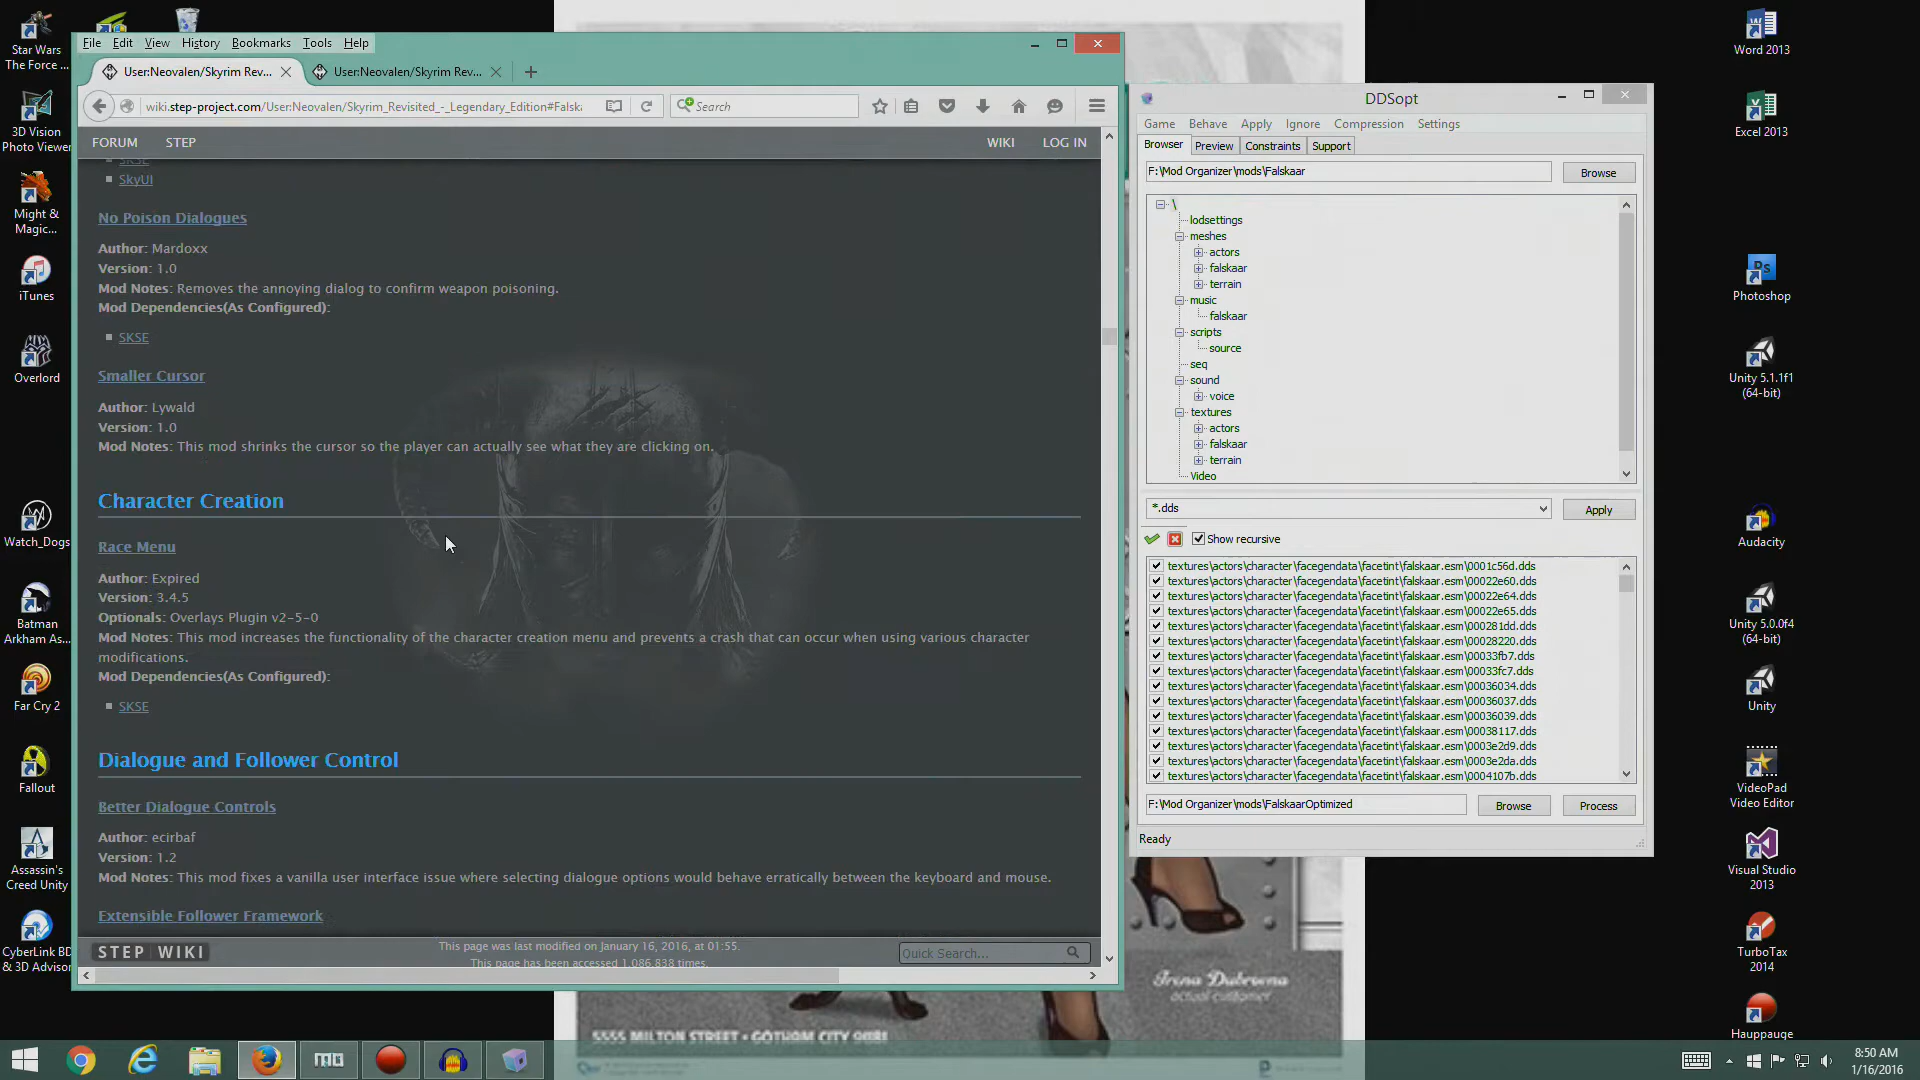 Star Wars
The Force ...
3D Vision
Photo Viewer
Might &
Magic...
iTunes
Overlord
Watch_Dogs
Batman
Arkham As...
Far Cry 2
Fallout
Assassin's
Creed Unity
CyberLink BD
& 3D Advisor
File Edit View History Bookmarks Tools Help
User:Neovalen/Skyrim Rev...
User:Neovalen/Skyrim Rev...
wiki.step-project.com/User:Neovalen/Skyrim_Revisited_-_Legendary_Edition#Falska
Search
FORUM STEP WIKI LOG IN
SKSE
SkyUI
No Poison Dialogues
Author: Mardoxx
Version: 1.0
Mod Notes: Removes the annoying dialog to confirm weapon poisoning.
Mod Dependencies(As Configured):
SKSE
Smaller Cursor
Author: Lywald
Version: 1.0
Mod Notes: This mod shrinks the cursor so the player can actually see what they are clicking on.
Character Creation
Race Menu
Author: Expired
Version: 3.4.5
Optionals: Overlays Plugin v2-5-0
Mod Notes: This mod increases the functionality of the character creation menu and prevents a crash that can occur when using various character
modifications.
Mod Dependencies(As Configured):
SKSE
Dialogue and Follower Control
Better Dialogue Controls
Author: ecirbaf
Version: 1.2
Mod Notes: This mod fixes a vanilla user interface issue where selecting dialogue options would behave erratically between the keyboard and mouse.
Extensible Follower Framework
STEP WIKI
This page was last modified on January 16, 2016, at 01:55.
This page has been accessed 1,086,838 times.
Quick Search...
DDSopt
Game Behave Apply Ignore Compression Settings
Browser Preview Constraints Support
F:\Mod Organizer\mods\Falskaar
Browse
\
lodsettings
meshes
actors
falskaar
terrain
music
falskaar
scripts
source
seq
sound
voice
textures
actors
falskaar
terrain
Video
*.dds
Apply
Show recursive
textures\actors\character\facegendata\facetint\falskaar.esm\0001c56d.dds
textures\actors\character\facegendata\facetint\falskaar.esm\00022e60.dds
textures\actors\character\facegendata\facetint\falskaar.esm\00022e64.dds
textures\actors\character\facegendata\facetint\falskaar.esm\00022e65.dds
textures\actors\character\facegendata\facetint\falskaar.esm\000281dd.dds
textures\actors\character\facegendata\facetint\falskaar.esm\00028220.dds
textures\actors\character\facegendata\facetint\falskaar.esm\00033fb7.dds
textures\actors\character\facegendata\facetint\falskaar.esm\00033fc7.dds
textures\actors\character\facegendata\facetint\falskaar.esm\00036034.dds
textures\actors\character\facegendata\facetint\falskaar.esm\00036037.dds
textures\actors\character\facegendata\facetint\falskaar.esm\00036039.dds
textures\actors\character\facegendata\facetint\falskaar.esm\00038117.dds
textures\actors\character\facegendata\facetint\falskaar.esm\0003e2d9.dds
textures\actors\character\facegendata\facetint\falskaar.esm\0003e2da.dds
textures\actors\character\facegendata\facetint\falskaar.esm\0004107b.dds
F:\Mod Organizer\mods\FalskaarOptimized
Browse
Process
Ready
Irena Dubrovna
actual customer
5555 MILTON STREET • GOTHAM CITY
Word 2013
Excel 2013
Photoshop
Unity 5.1.1f1
(64-bit)
Audacity
Unity 5.0.0f4
(64-bit)
Unity
VideoPad
Video Editor
Visual Studio
2013
TurboTax
2014
Hauppauge
8:50 AM
1/16/2016